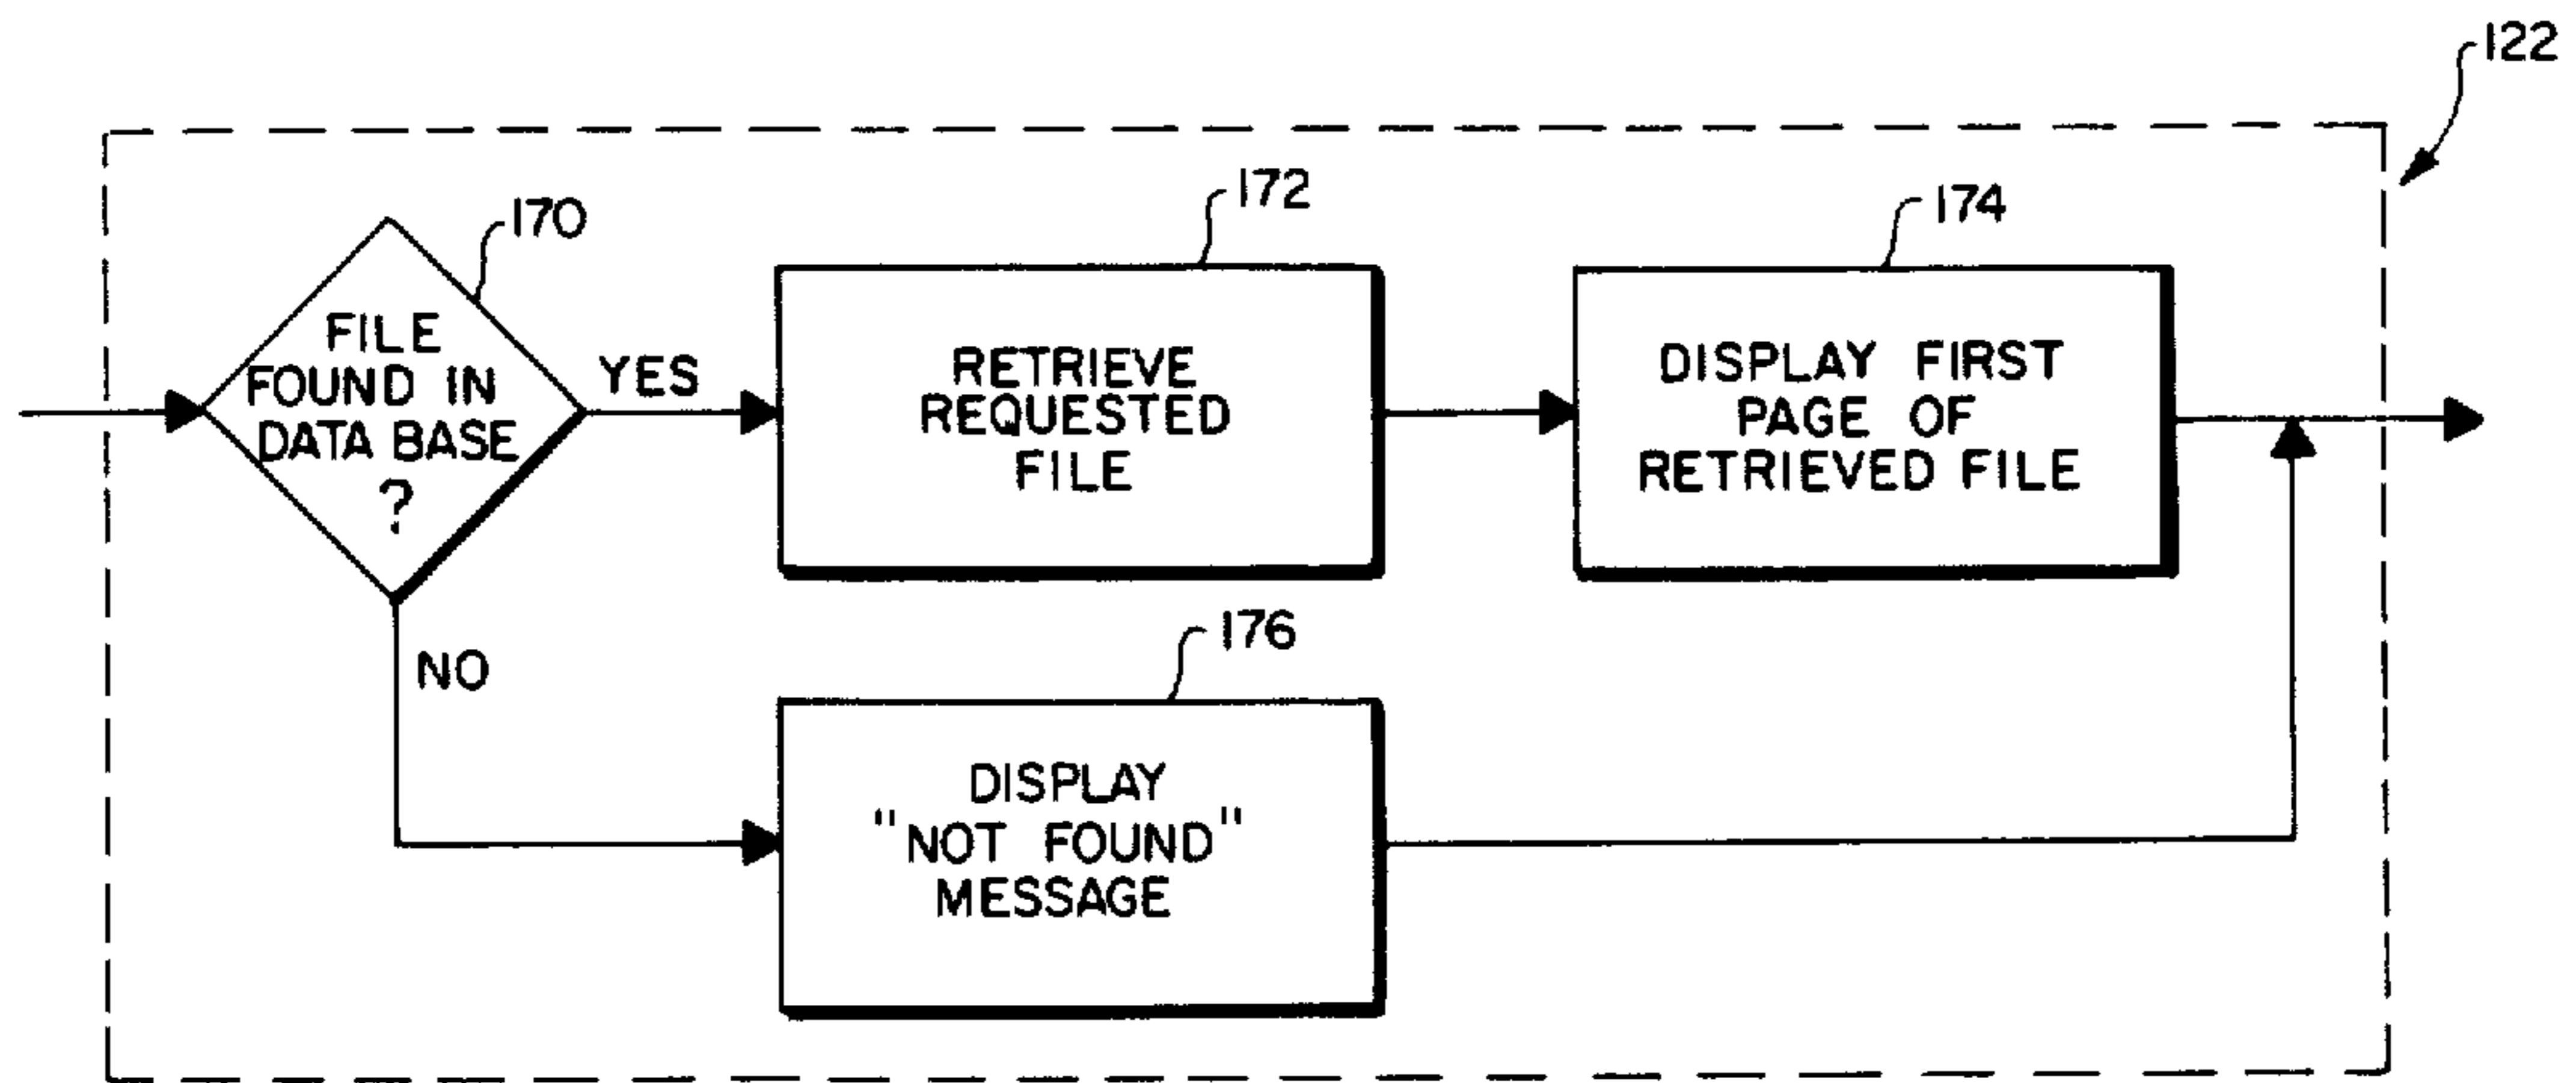 122
170
172
174
FILE
FOUND IN
DATA BASE
?
YES
RETRIEVE
REQUESTED
FILE
DISPLAY FIRST
PAGE OF
RETRIEVED FILE
NO
176
DISPLAY
"NOT FOUND"
MESSAGE